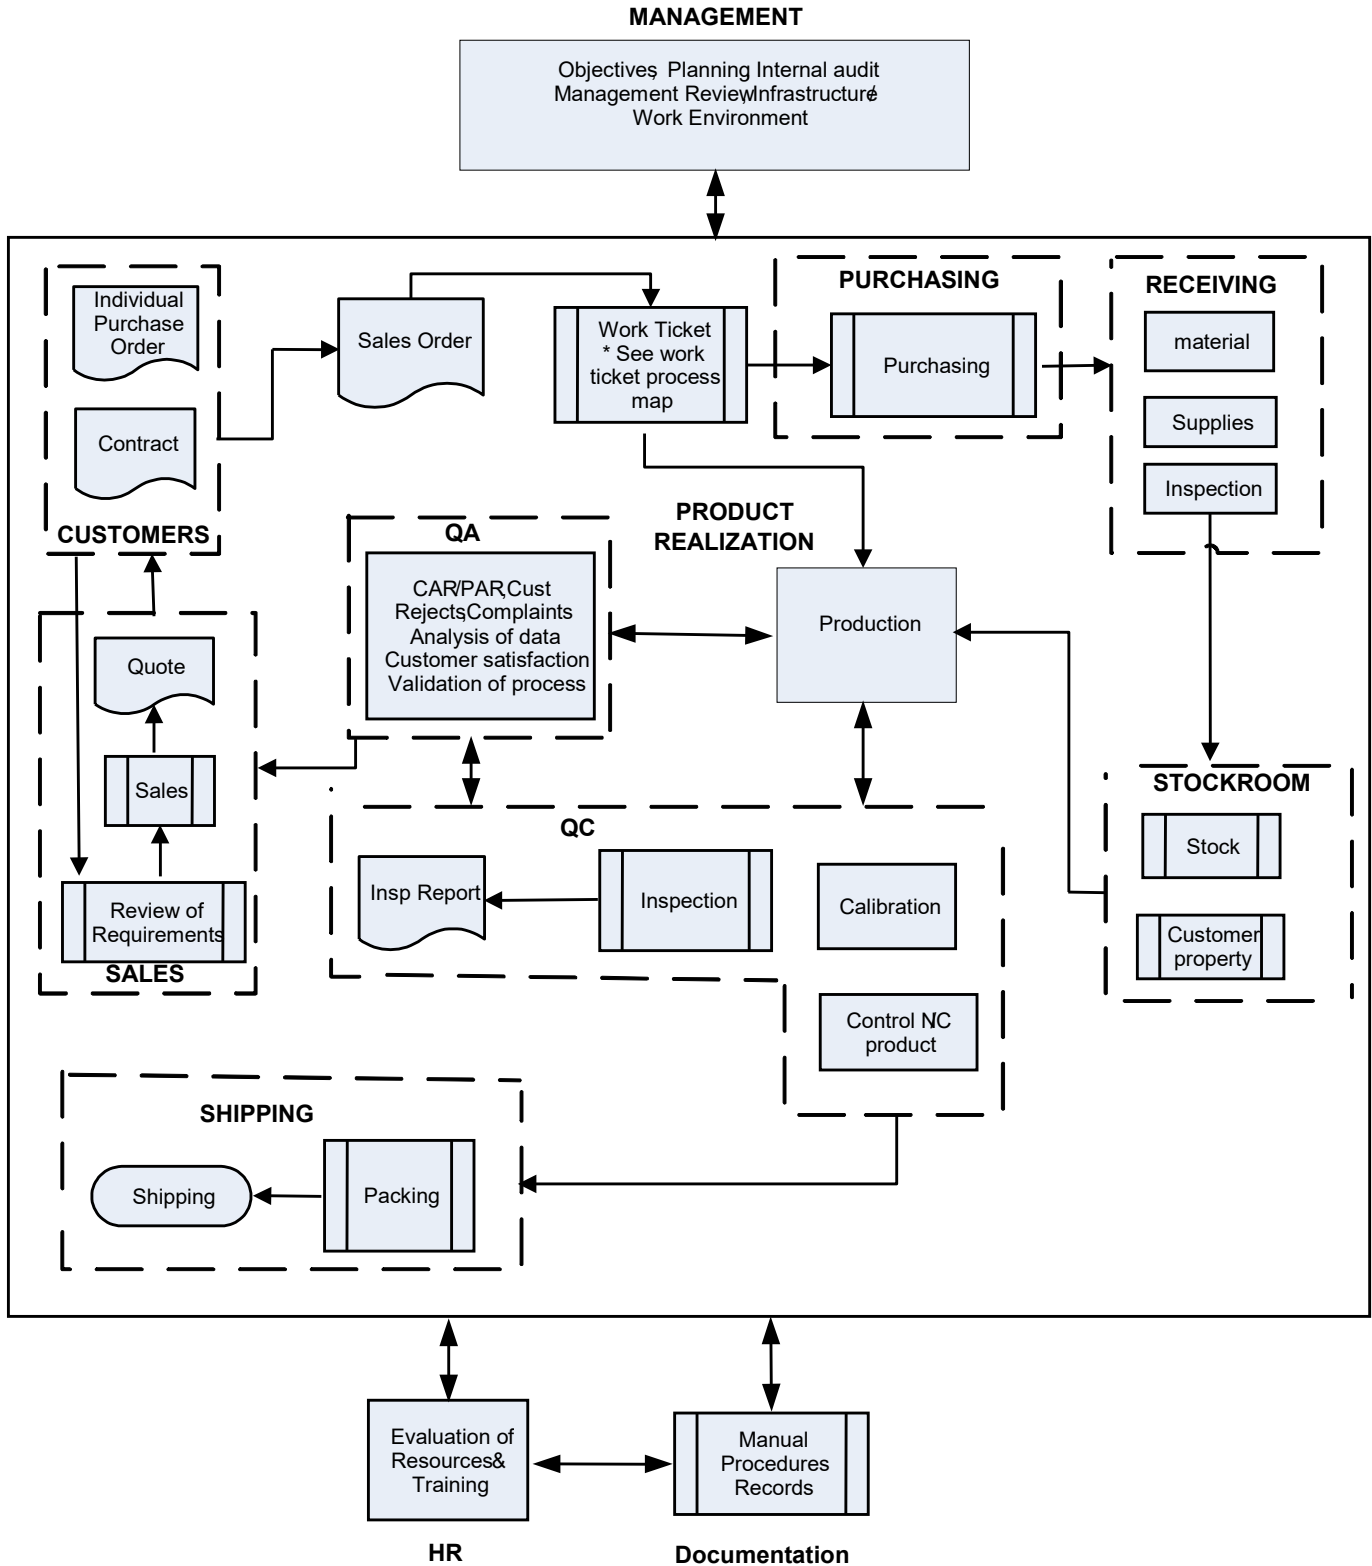 MANAGEMENT
Objectives, Planning, Internal audit
Management Review, Infrastructure/
Work Environment
Individual
Purchase
Order
Contract
CUSTOMERS
Sales Order
Work Ticket
* See work
ticket process
map
PURCHASING
Purchasing
RECEIVING
material
Supplies
Inspection
PRODUCT
REALIZATION
QA
CAR/PAR,Cust
Rejects,Complaints
Analysis of data
Customer satisfaction
Validation of process
Production
Quote
Sales
Review of
Requirements
SALES
STOCKROOM
Stock
Customer
property
QC
Insp Report
Inspection
Calibration
Control N/C
product
SHIPPING
Shipping
Packing
Evaluation of
Resources&
Training
HR
Manual
Procedures
Records
Documentation